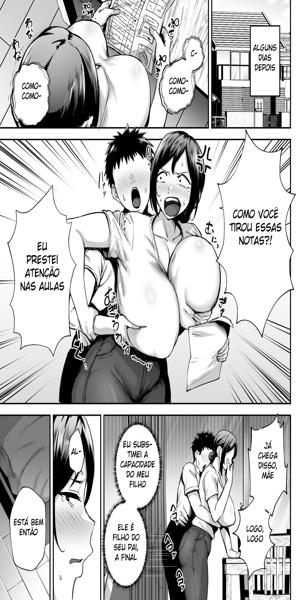 ALGUNS
DIAS
DEPOIS
C-
COMO-
COMO-
COMO-
COMO-
COMO VOCÊ
TIROU ESSAS
NOTAS?!
EU
PRESTEI
ATENÇÃO
NAS AULAS
JÁ
CHEGA
DISSO,
MÃE
LOGO,
LOGO
EU SUBS-
TIMEI A
CAPACIDADE
DO MEU
FILHO
ELE É
FILHO DO
SEU PAI,
A FINAL
AL-
ESTÁ BEM
ENTÃO